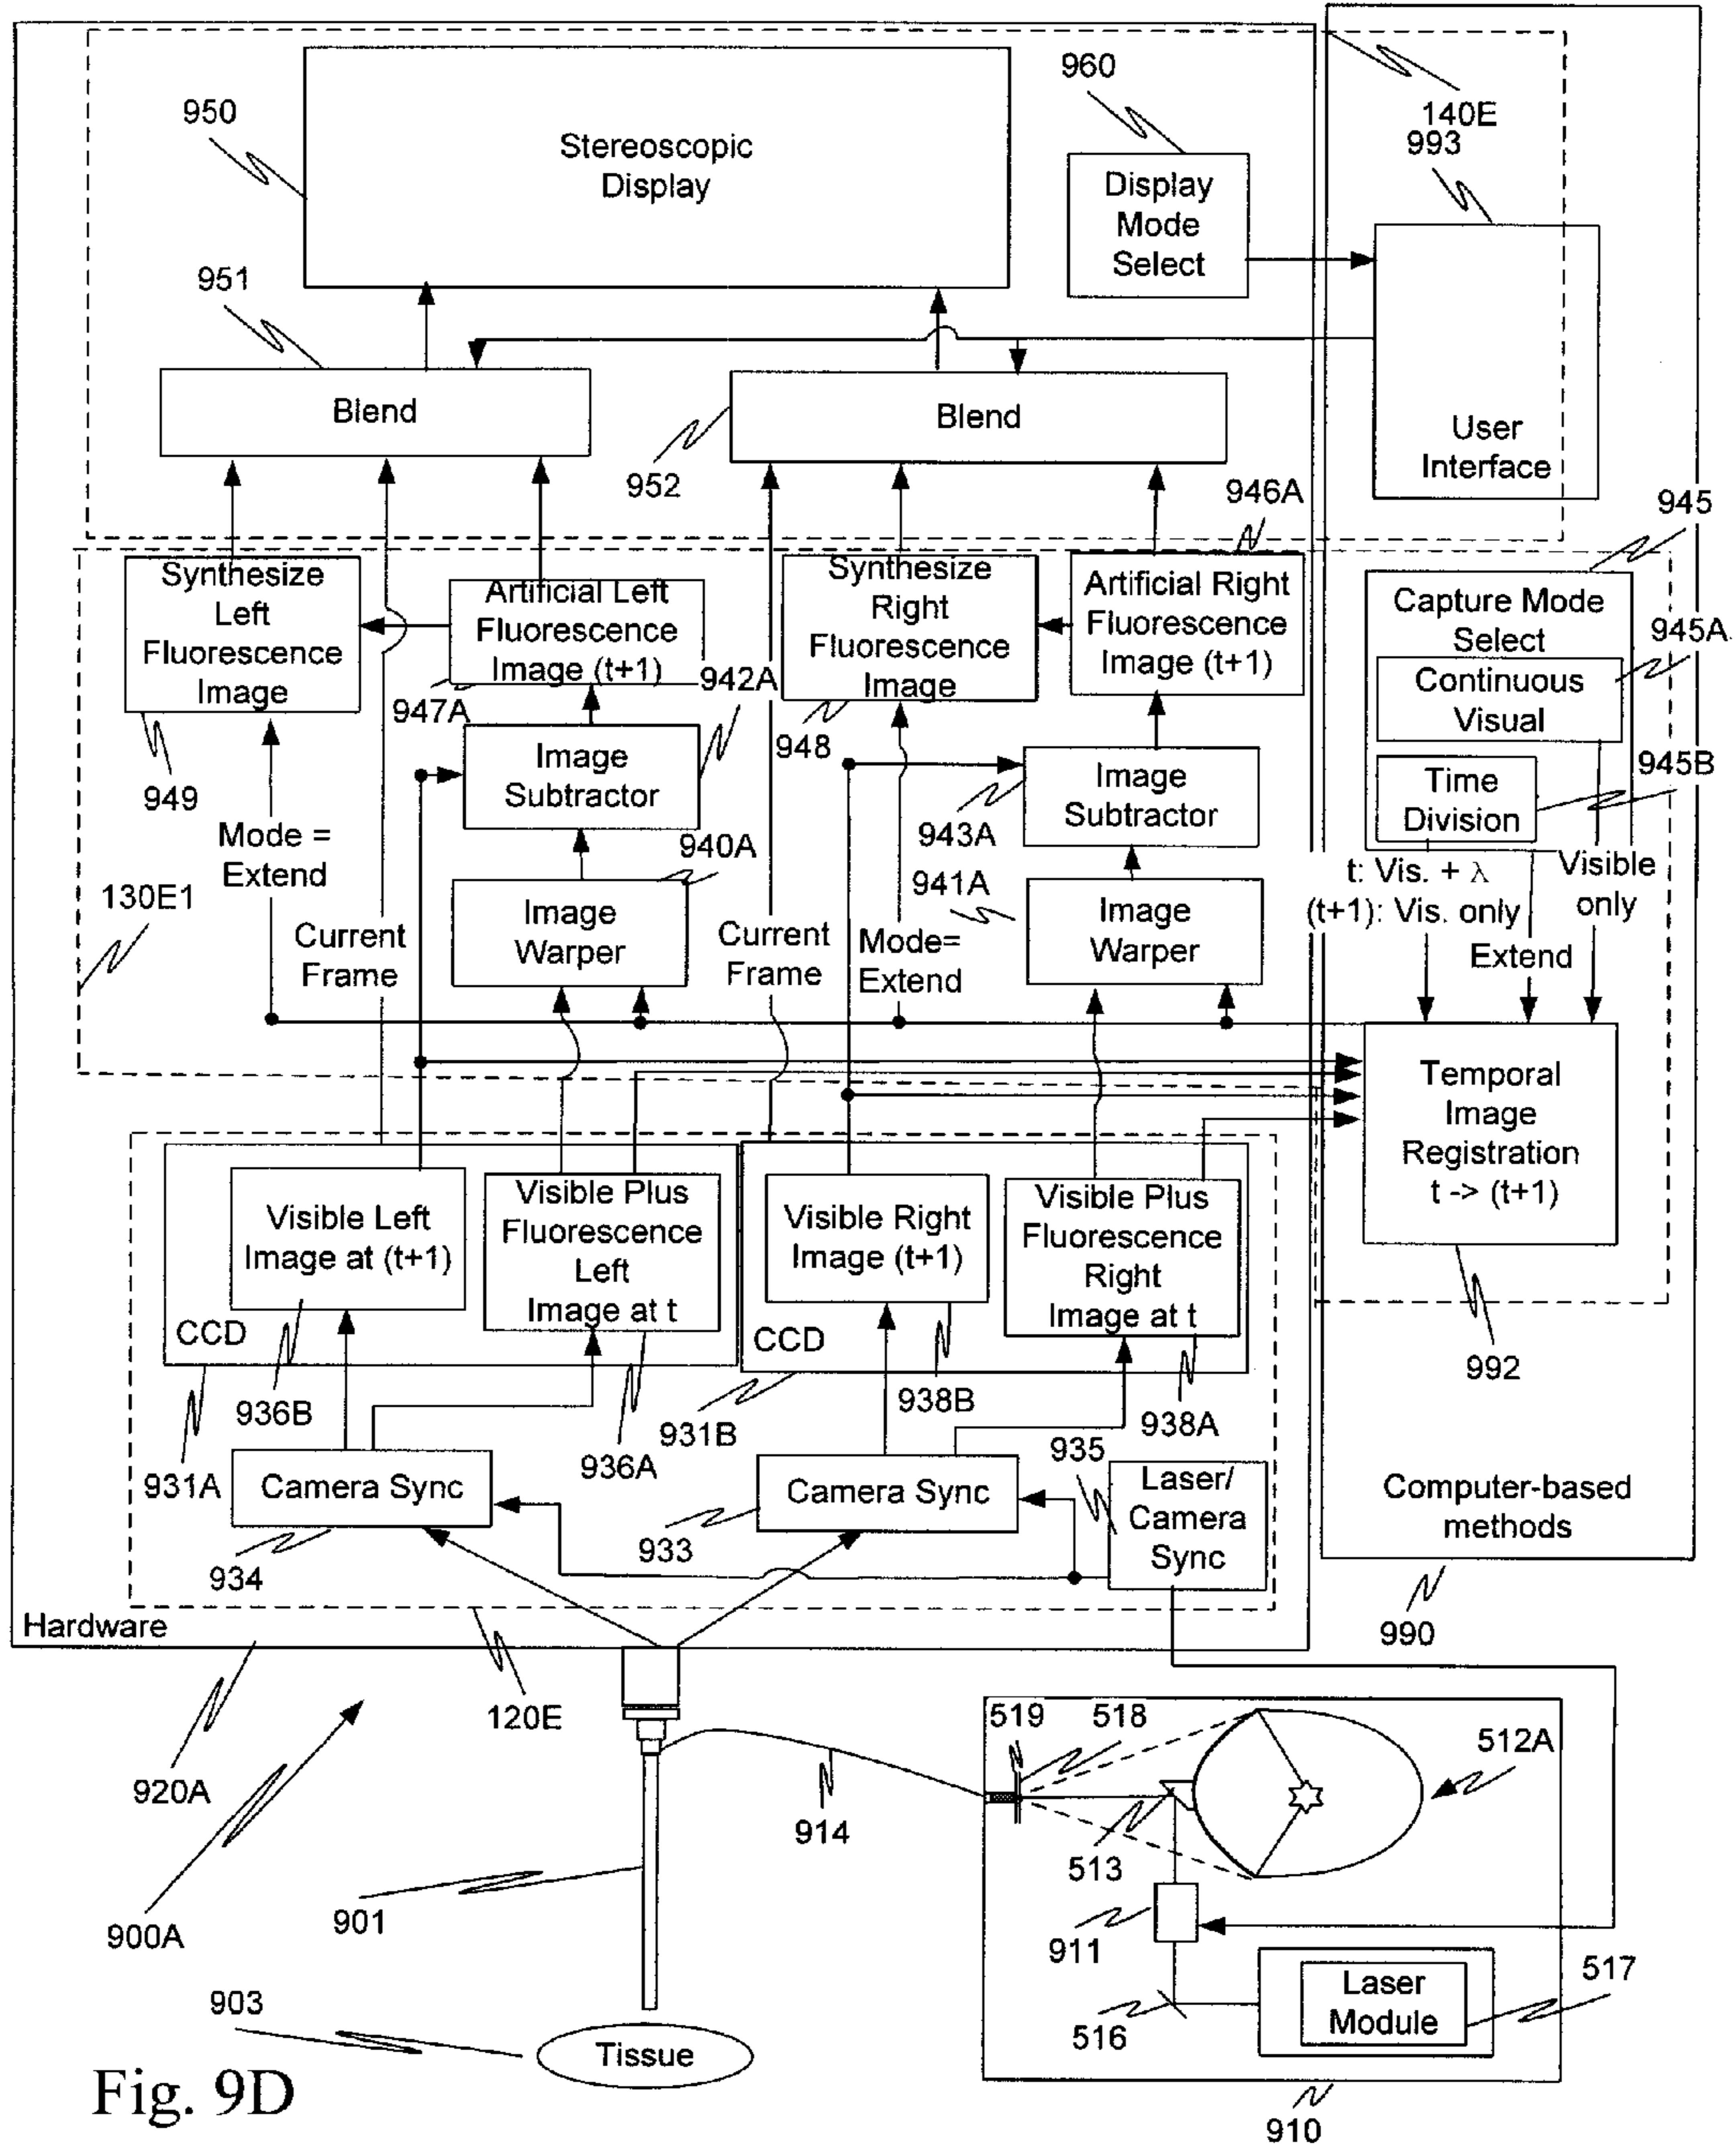 960
950
140E
993
Stereoscopic
Display
Display
Mode
Select
951
Blend
Blend
User
Interface
952
946A
945
Synthesize
Left
Fluorescence
Image
Artificial Left
Fluorescence
Image (t+1)
Synthesize
Right
Fluorescence
Image
Artificial Right
Fluorescence
Image (t+1)
Capture Mode
Select
945A
Continuous
Visual
947A
942A
948
949
Image
Subtractor
Image
Subtractor
943A
Time
Division
945B
Mode =
Extend
940A
941A
130E1
Current
Frame
Image
Warper
Current
Frame
Mode=
Extend
Image
Warper
t: Vis. + λ
(t+1): Vis. only
Extend
Visible
only
Temporal
Image
Registration
t -> (t+1)
992
Visible Left
Image at (t+1)
Visible Plus
Fluorescence
Left
Image at t
Visible Right
Image (t+1)
Visible Plus
Fluorescence
Right
Image at t
CCD
CCD
931A
936B
936A
931B
938B
938A
935
Camera Sync
Camera Sync
Laser/
Camera
Sync
934
933
Computer-based
methods
990
Hardware
920A
120E
519
518
512A
914
513
900A
901
911
517
Laser
Module
516
903
Tissue
910
Fig. 9D